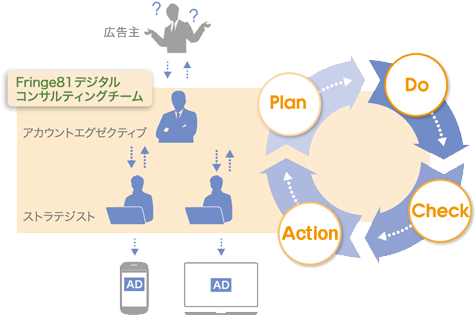 ? ?
広告主
Fringe81デジタル
コンサルティングチーム
アカウントエグゼクティブ
ストラテジスト
AD
AD
Plan
Do
Check
Action